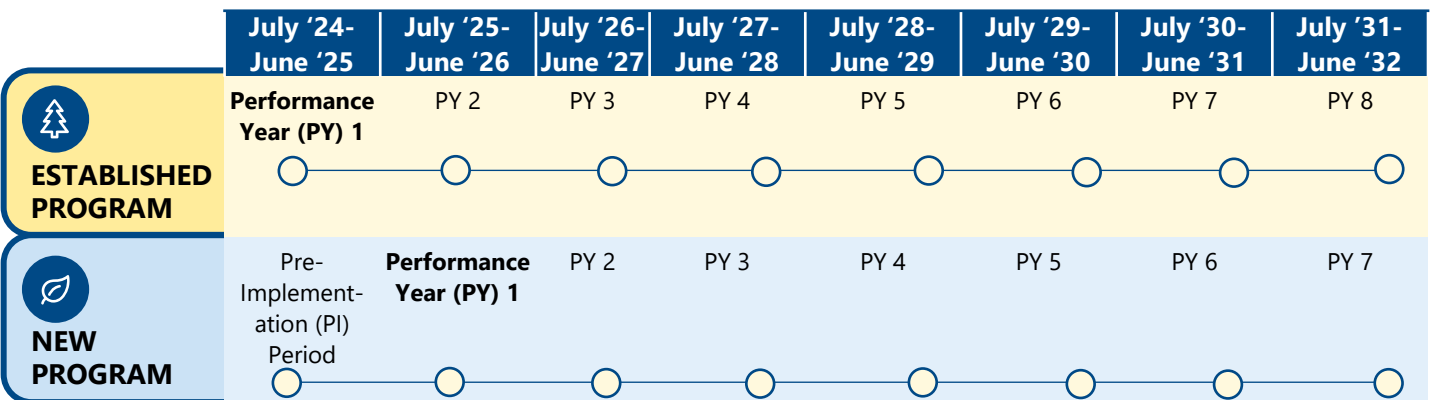 July ‘24- July ‘25- July ‘26- July ‘27- July ‘28- July ‘29- July ‘30- July ’31-
June ‘25 June ‘26 June ‘27 June ‘28 June ‘29 June ‘30 June ‘31 June ‘32
ESTABLISHED
PROGRAM
Performance
Year (PY) 1
PY 2 PY 3 PY 4 PY 5 PY 6 PY 7 PY 8
NEW
PROGRAM
Pre-
Implement-
ation (PI)
Period
Performance
Year (PY) 1
PY 2 PY 3 PY 4 PY 5 PY 6 PY 7